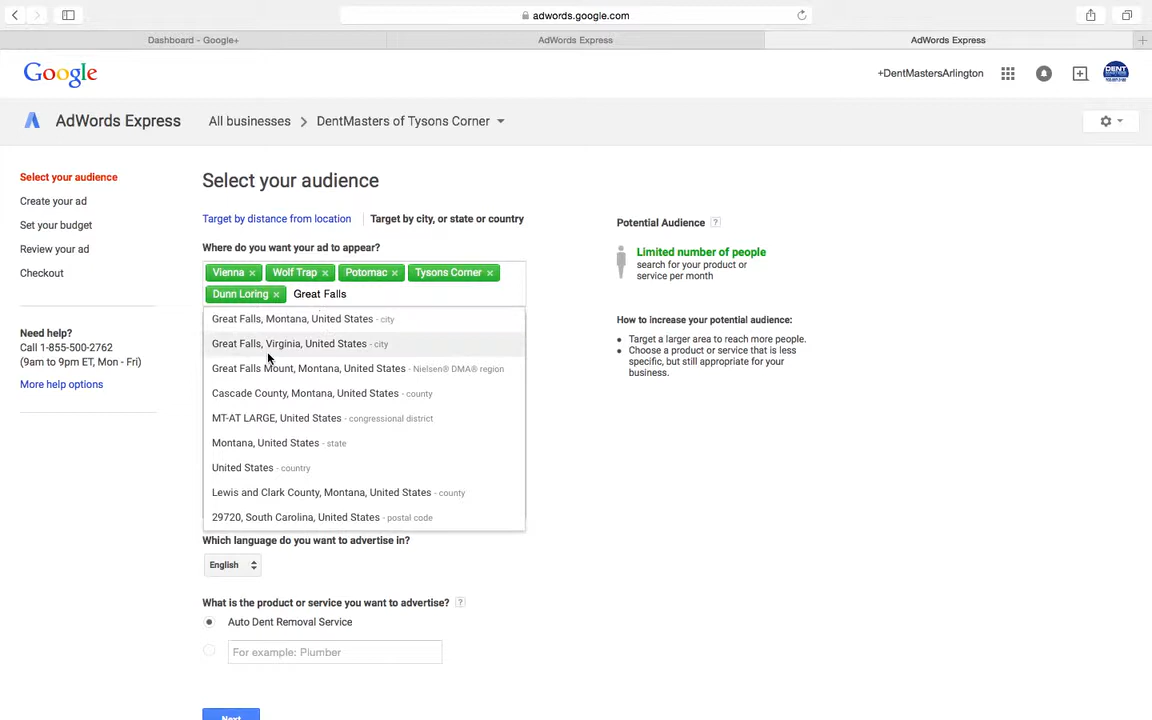 adwords.google.com
Dashboard - Google+
AdWords Express
AdWords Express
Google
+DentMastersArlington
DENT
AdWords Express
All businesses
DentMasters of Tysons Corner
Select your audience
Create your ad
Set your budget
Review your ad
Checkout
Need help?
Call 1-855-500-2762
(9am to 9pm ET, Mon - Fri)
More help options
Select your audience
Target by distance from location
Target by city, or state or country
Where do you want your ad to appear?
Vienna × Wolf Trap × Potomac × Tysons Corner ×
Dunn Loring × Great Falls
Great Falls, Montana, United States - city
Great Falls, Virginia, United States - city
Great Falls Mount, Montana, United States - Nielsen® DMA® region
Cascade County, Montana, United States - county
MT-AT LARGE, United States - congressional district
Montana, United States - state
United States - country
Lewis and Clark County, Montana, United States - county
29720, South Carolina, United States - postal code
Which language do you want to advertise in?
English
What is the product or service you want to advertise? ?
Auto Dent Removal Service
For example: Plumber
Next
Potential Audience ?
Limited number of people
search for your product or
service per month
How to increase your potential audience:
• Target a larger area to reach more people.
• Choose a product or service that is less
specific, but still appropriate for your
business.